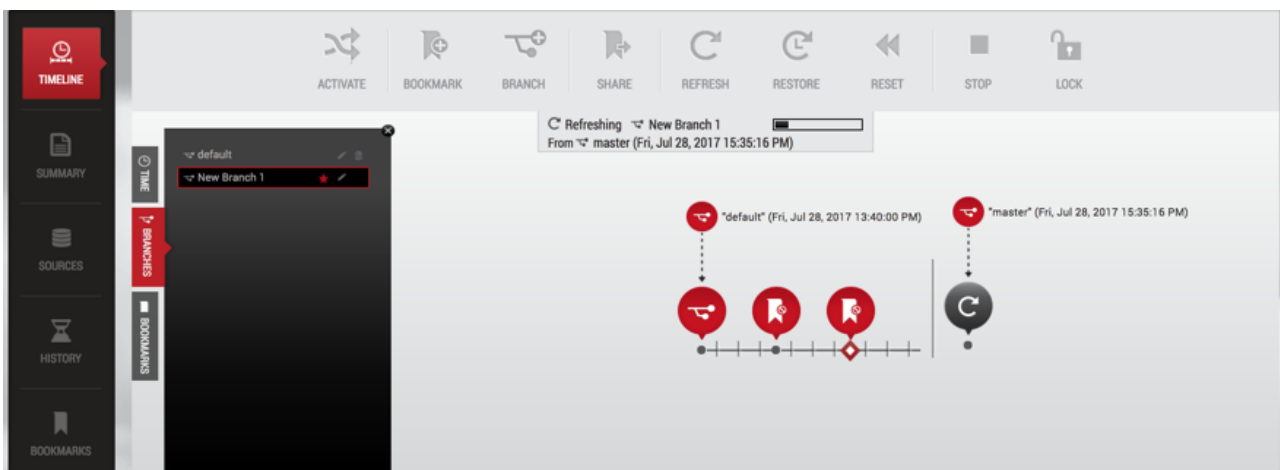 TIMELINE
SUMMARY
SOURCES
HISTORY
BOOKMARKS
ACTIVATE
BOOKMARK
BRANCH
SHARE
REFRESH
RESTORE
RESET
STOP
LOCK
Refreshing New Branch 1
From master (Fri, Jul 28, 2017 15:35:16 PM)
TIME
BRANCHES
BOOKMARKS
default
New Branch 1
"default" (Fri, Jul 28, 2017 13:40:00 PM)
"master" (Fri, Jul 28, 2017 15:35:16 PM)